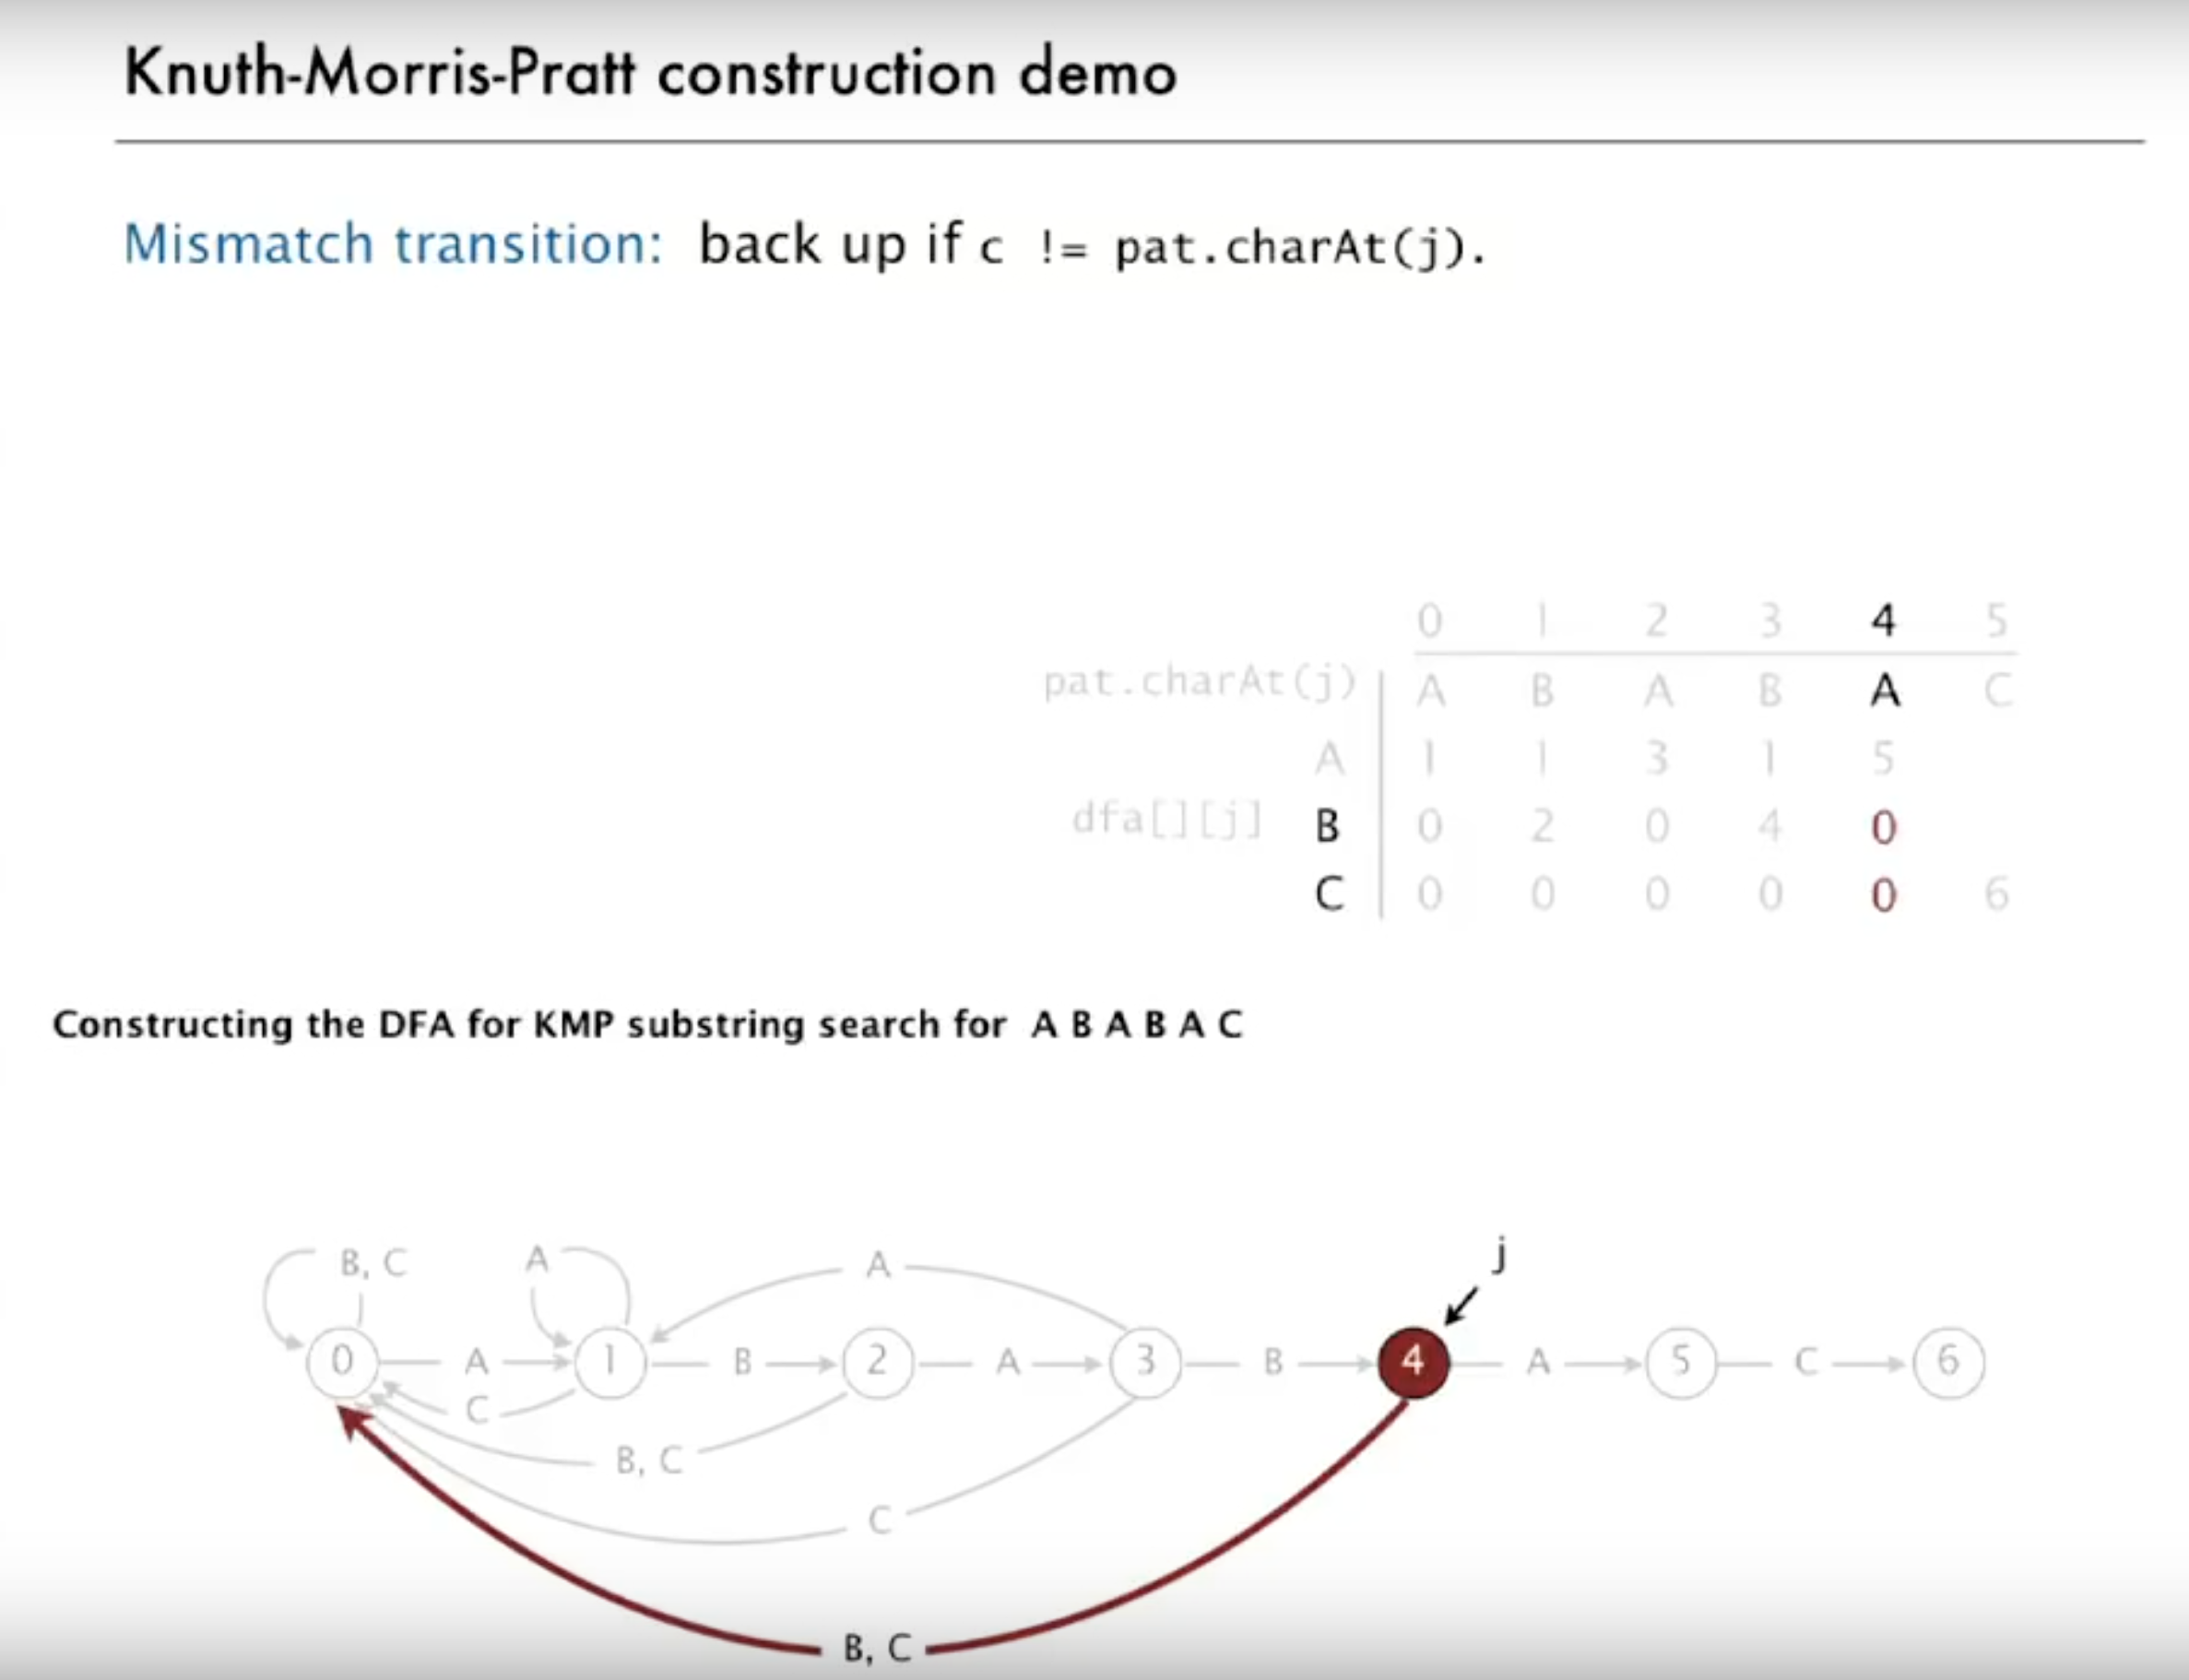 Knuth-Morris-Pratt construction demo
Mismatch transition: back up if c != pat.charAt(j).
0 1 2 3 4 5
pat.charAt(j) A B A B A C
A 1 1 3 1 5
dfa[][j] B 0 2 0 4 0
C 0 0 0 0 0 6
Constructing the DFA for KMP substring search for A B A B A C
j
B, C A A
0 A 1 B 2 A 3 B 4 A 5 C 6
C
B, C
C
B, C